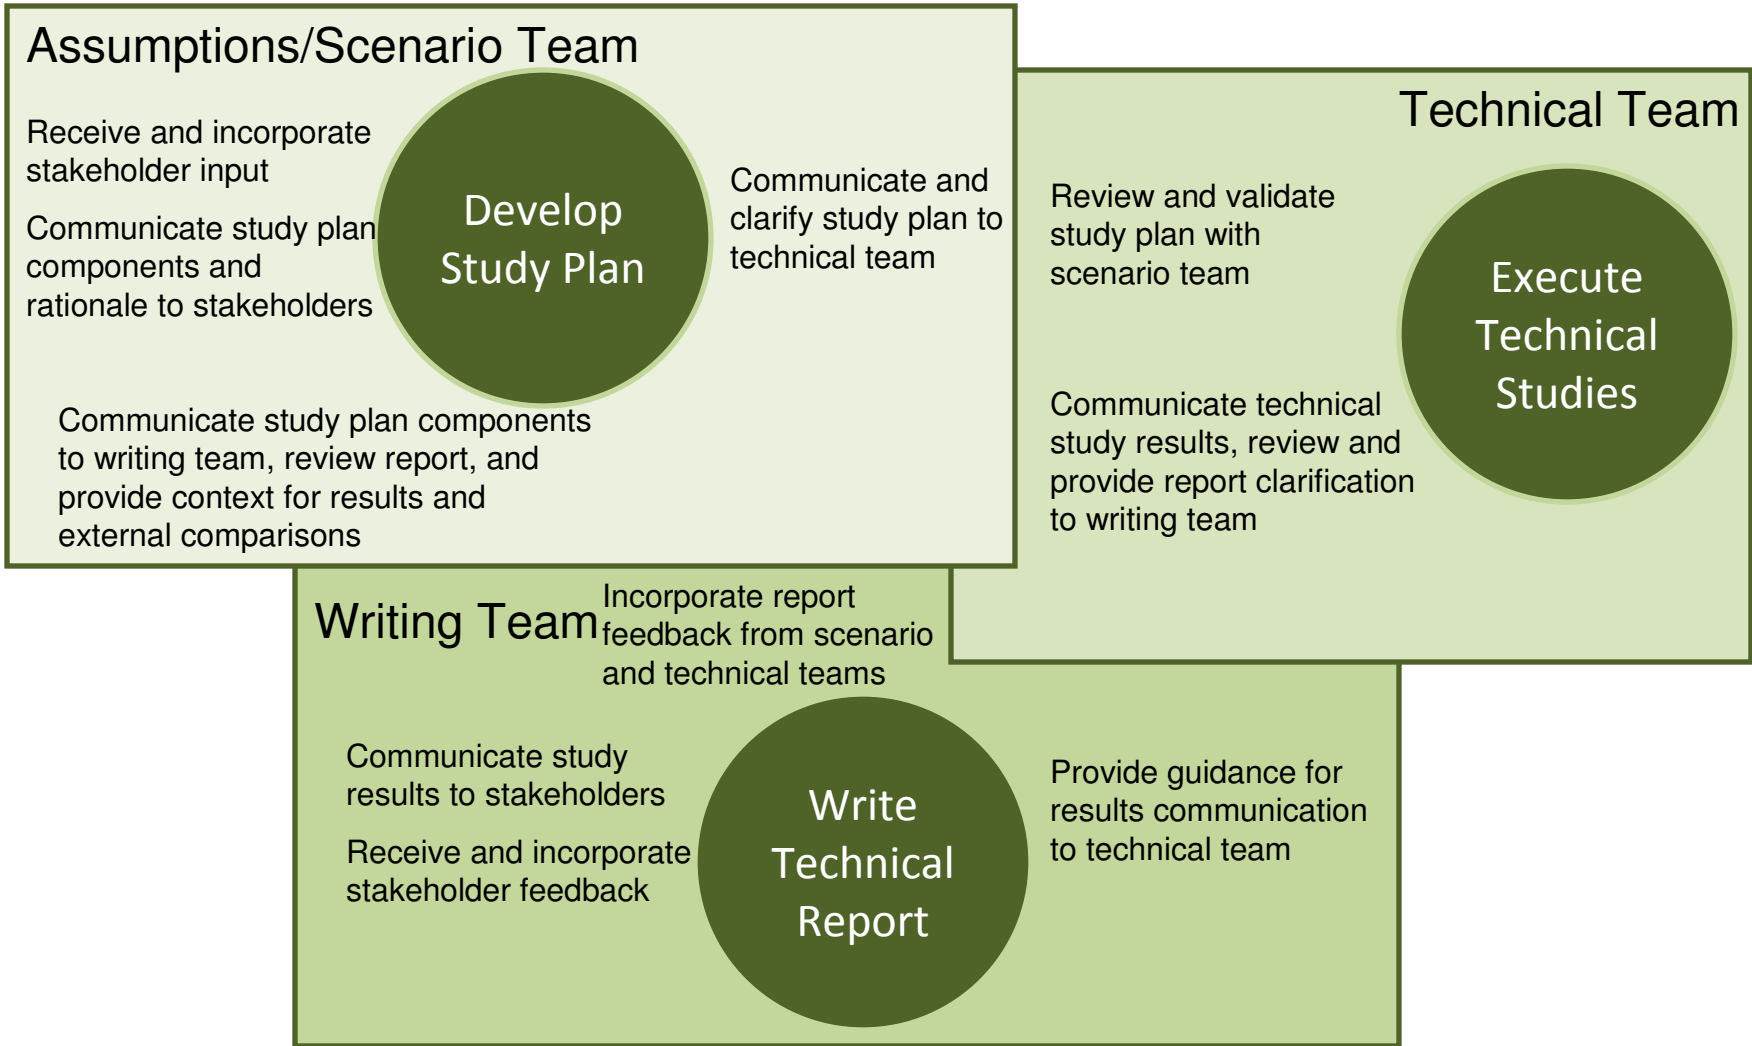 Assumptions/Scenario Team
Receive and incorporate
stakeholder input
Communicate study plan
components and
rationale to stakeholders
Develop
Study Plan
Communicate and
clarify study plan to
technical team
Communicate study plan components
to writing team, review report, and
provide context for results and
external comparisons
Technical Team
Review and validate
study plan with
scenario team
Communicate technical
study results, review and
provide report clarification
to writing team
Execute
Technical
Studies
Writing Team
Incorporate report
feedback from scenario
and technical teams
Communicate study
results to stakeholders
Receive and incorporate
stakeholder feedback
Write
Technical
Report
Provide guidance for
results communication
to technical team